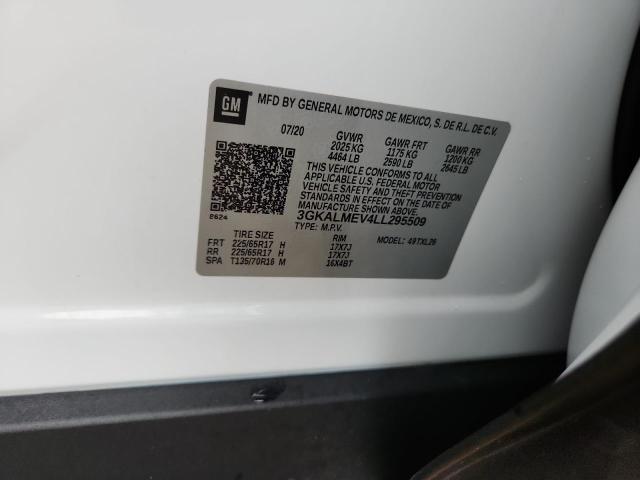 GM
MFD BY GENERAL MOTORS DE MEXICO, S. DE R.L. DE C.V.
07/20 GVWR GAWR FRT GAWR RR
2025 KG 1175 KG 1200 KG
4464 LB 2590 LB 2645 LB
THIS VEHICLE CONFORMS TO ALL
APPLICABLE U.S. FEDERAL MOTOR
VEHICLE SAFETY AND THEFT PREVENTION
STANDARDS IN EFFECT ON THE DATE
OF MANUFACTURE SHOWN ABOVE.
2624 3GKALMEV4LL295509
TYPE: M.P.V. MODEL: 49TXL26
TIRE SIZE RIM
FRT 225/65R17 H 17X7J
RR 225/65R17 H 17X7J
SPA T135/70R16 M 16X4BT